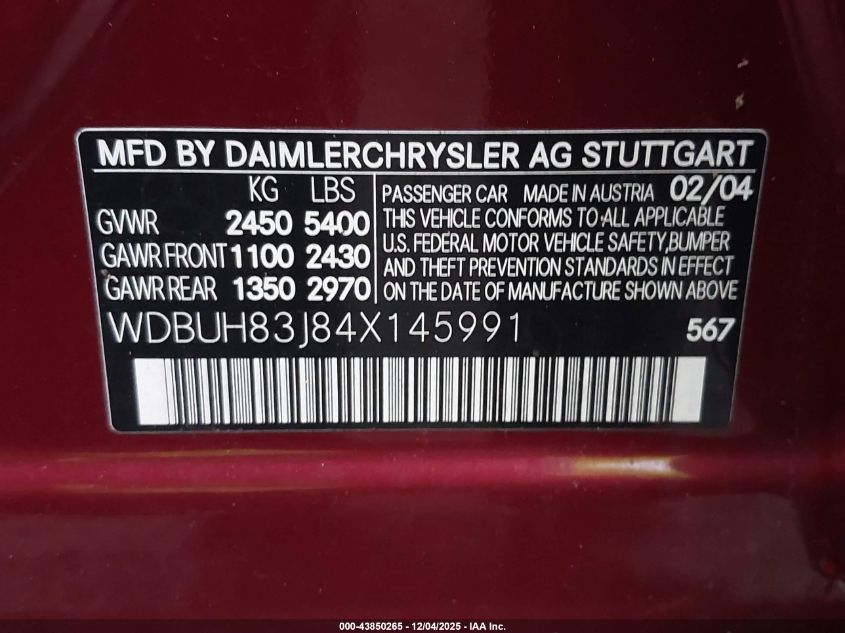 MFD BY DAIMLERCHRYSLER AG STUTTGART
KG LBS
GVWR 2450 5400
GAWR FRONT 1100 2430
GAWR REAR 1350 2970
PASSENGER CAR MADE IN AUSTRIA 02/04
THIS VEHICLE CONFORMS TO ALL APPLICABLE
U.S. FEDERAL MOTOR VEHICLE SAFETY, BUMPER
AND THEFT PREVENTION STANDARDS IN EFFECT
ON THE DATE OF MANUFACTURE SHOWN ABOVE
WDBUH83J84X145991 567
000-43850265 - 12/04/2025 - IAA Inc.